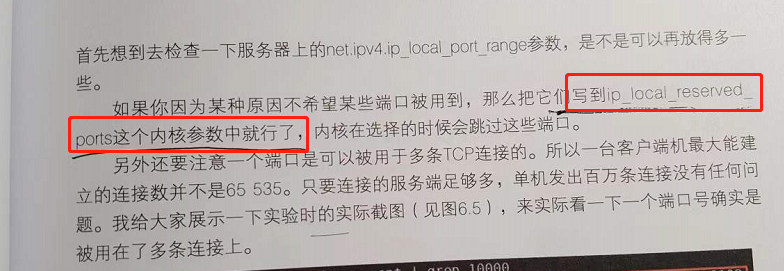 首先想到去检查一下服务器上的net.ipv4.ip_local_port_range参数，是不是可以再放得多一
些。
如果你因为某种原因不希望某些端口被用到，那么把它们写到ip_local_reserved_
ports这个内核参数中就行了，内核在选择的时候会跳过这些端口。
另外还要注意一个端口是可以被用于多条TCP连接的。所以一台客户端机最大能建
立的连接数并不是65 535。只要连接的服务端足够多，单机发出百万条连接没有任何问
题。我给大家展示一下实验时的实际截图（见图6.5），来实际看一下一个端口号确实是
被用在了多条连接上。
grep 10000